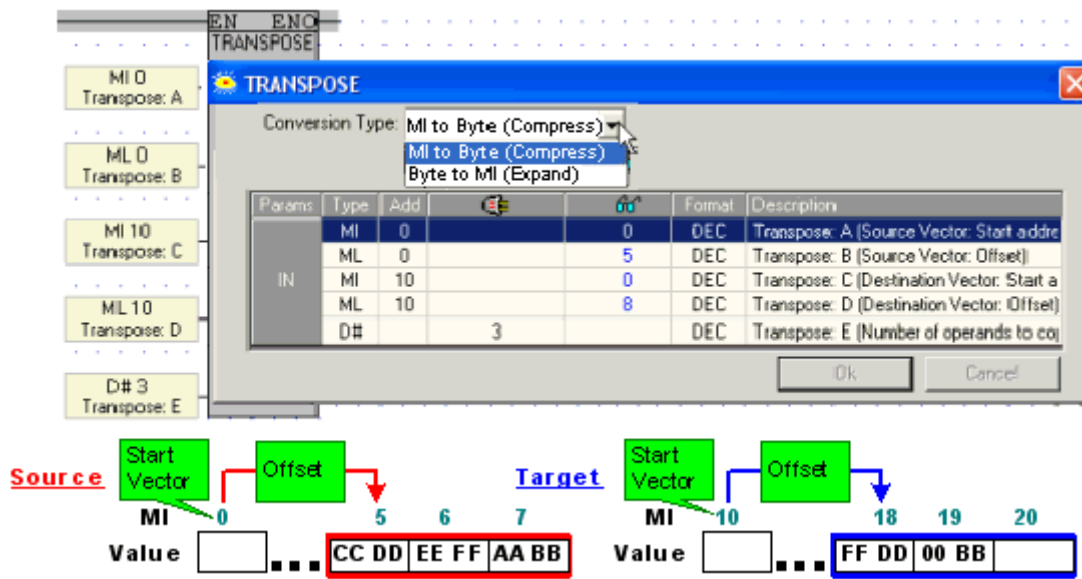 EN ENO
TRANSPOSE
MI 0
Transpose: A
ML 0
Transpose: B
MI 10
Transpose: C
ML 10
Transpose: D
D# 3
Transpose: E
TRANSPOSE
Conversion Type: MI to Byte (Compress)
MI to Byte (Compress)
Byte to MI (Expand)
Params Type Add Format Description
IN
MI 0 0 DEC Transpose: A (Source Vector: Start addre
ML 0 5 DEC Transpose: B (Source Vector: Offset)
MI 10 0 DEC Transpose: C (Destination Vector: Start a
ML 10 8 DEC Transpose: D (Destination Vector: Offset)
D# 3 DEC Transpose: E (Number of operands to cop
Ok Cancel
Source
Start
Vector
Offset
MI 0 5 6 7
Value ... CC DD EE FF AA BB
Target
Start
Vector
Offset
MI 10 18 19 20
Value ... FF DD 00 BB